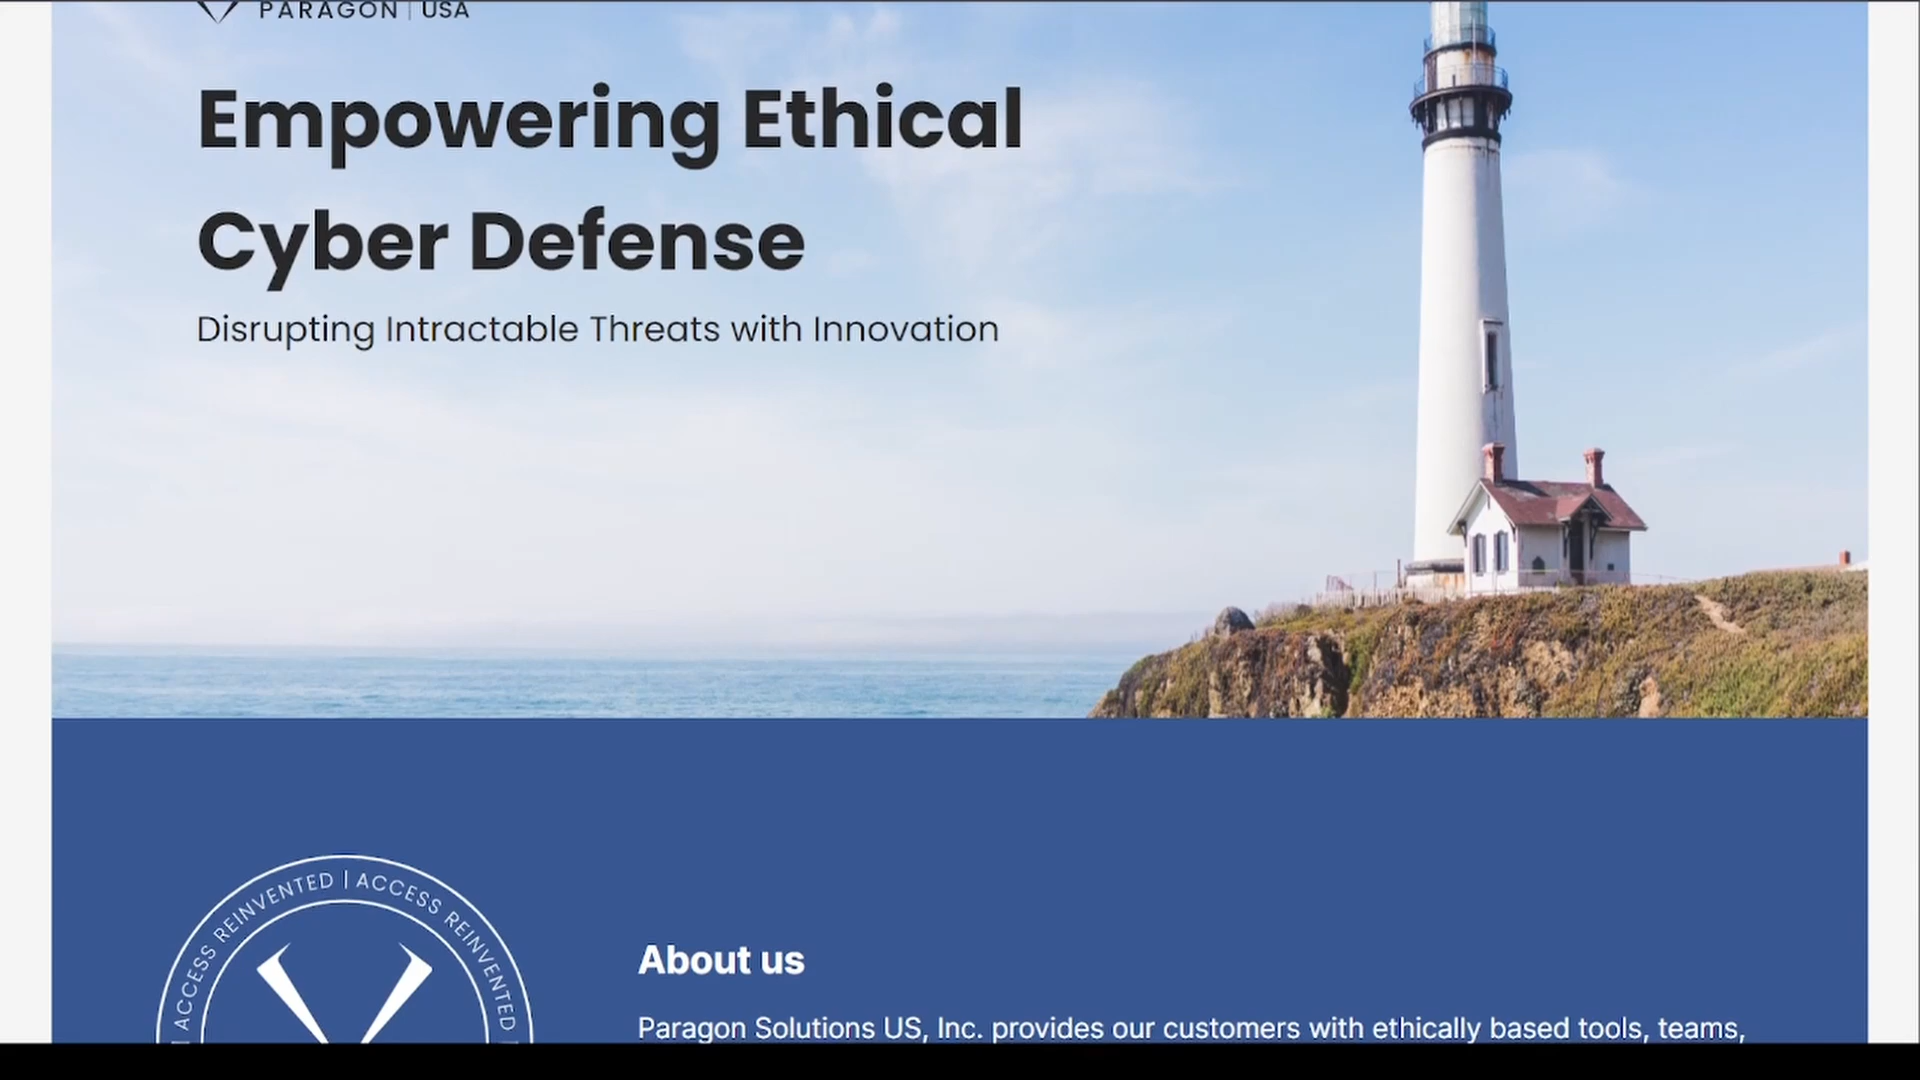 PARAGON | USA
Empowering Ethical
Cyber Defense
Disrupting Intractable Threats with Innovation
ACCESS REINVENTED | ACCESS REINVENTED
About us
Paragon Solutions US, Inc. provides our customers with ethically based tools, teams,